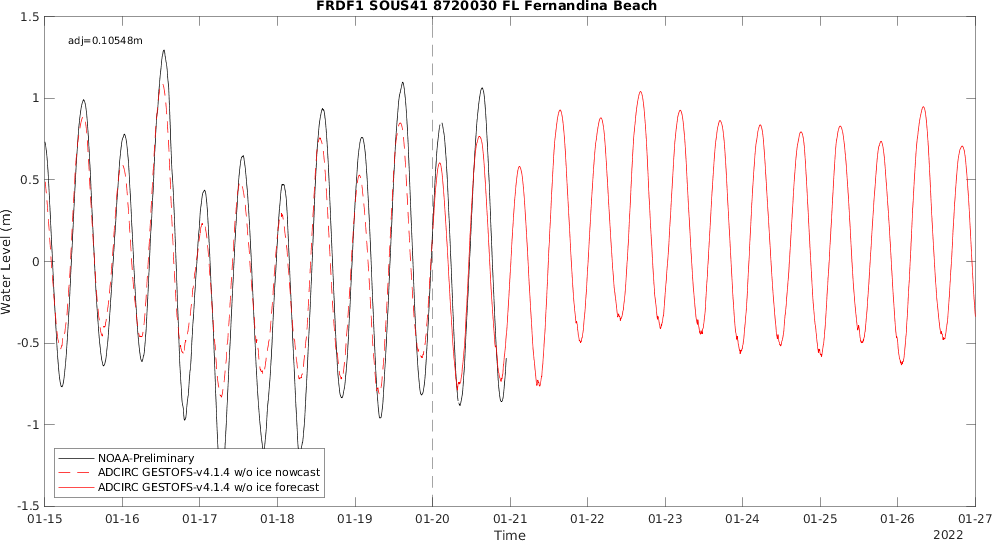 FRDF1 SOUS41 8720030 FL Fernandina Beach
adj=0.10548m
1.5
1
0.5
0
-0.5
-1
-1.5
Water Level (m)
NOAA-Preliminary
ADCIRC GESTOFS-v4.1.4 w/o ice nowcast
ADCIRC GESTOFS-v4.1.4 w/o ice forecast
01-15 01-16 01-17 01-18 01-19 01-20 01-21 01-22 01-23 01-24 01-25 01-26 01-27
Time
2022